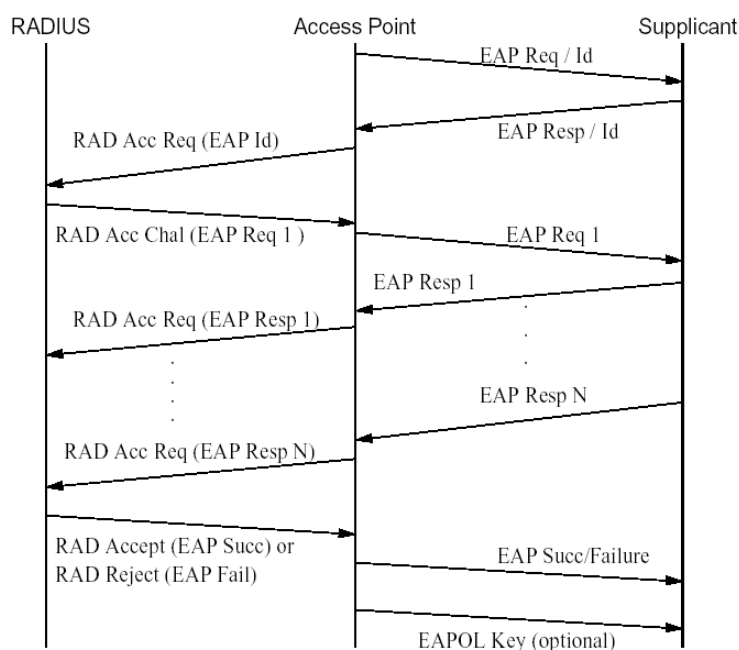 RADIUS
Access Point
Supplicant
EAP Req / Id
EAP Resp / Id
RAD Acc Req (EAP Id)
RAD Acc Chal (EAP Req 1 )
EAP Req 1
EAP Resp 1
RAD Acc Req (EAP Resp 1)
EAP Resp N
RAD Acc Req (EAP Resp N)
RAD Accept (EAP Succ) or
RAD Reject (EAP Fail)
EAP Succ/Failure
EAPOL Key (optional)